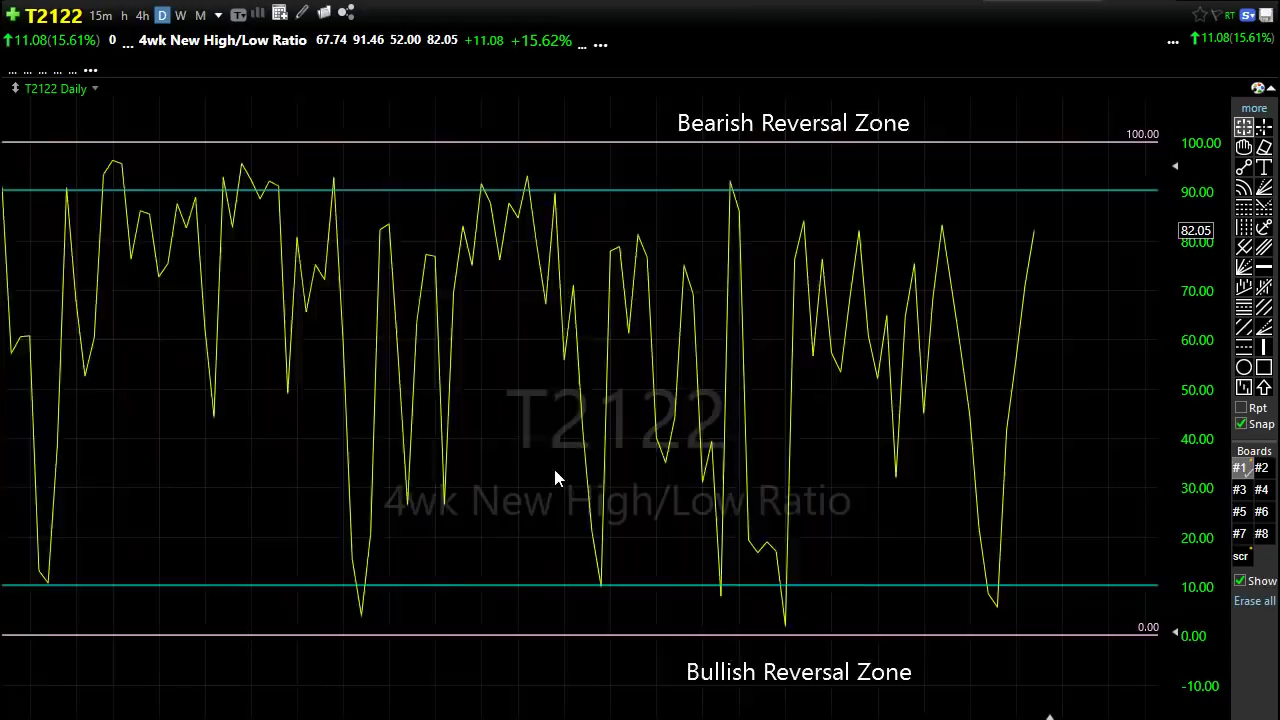 T2122 15m h 4h D W M T RT S
11.08(15.61%) 0 ... 4wk New High/Low Ratio 67.74 91.46 52.00 82.05 +11.08 +15.62% ... ... ... 11.08(15.61%)
... ... ... ... ... ...
T2122 Daily
more
Bearish Reversal Zone
100.00 100.00
90.00
82.05
80.00
70.00
60.00
50.00
40.00
30.00
20.00
10.00
0.00 0.00
-10.00
T2122
4wk New High/Low Ratio
Bullish Reversal Zone
T
Rpt
Snap
Boards
#1 #2
#3 #4
#5 #6
#7 #8
scr
Show
Erase all